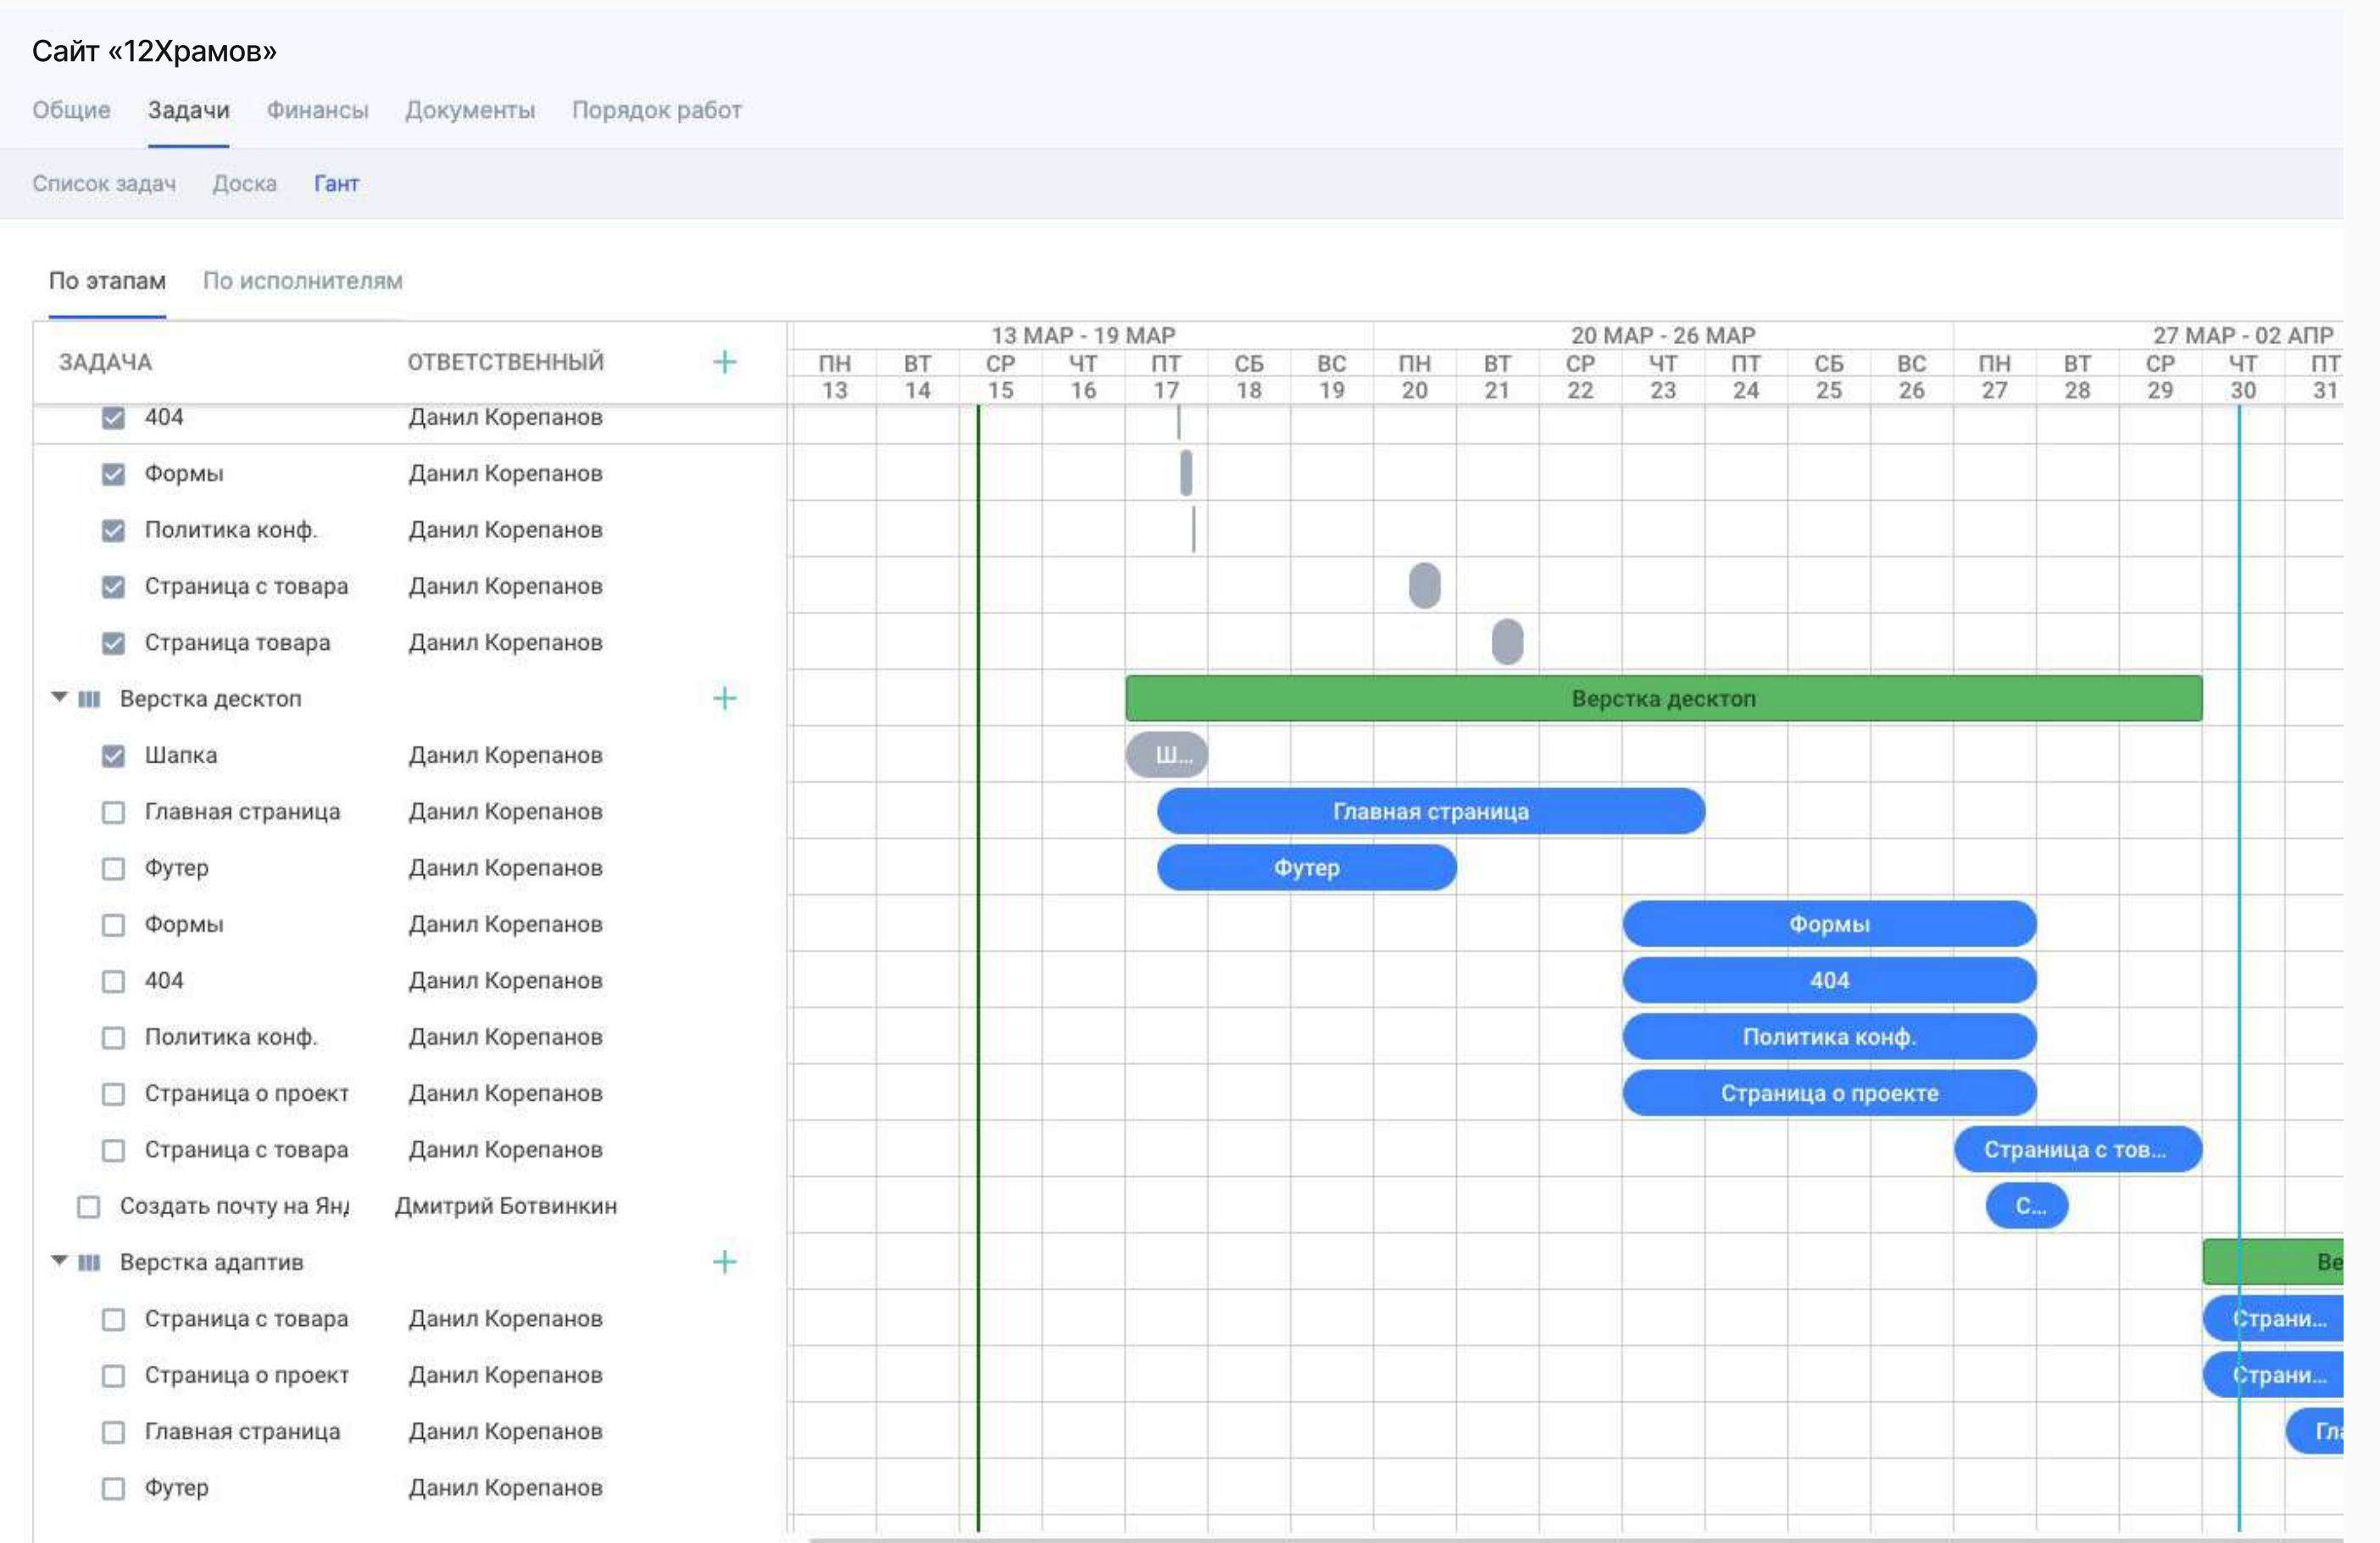 Сайт «12Храмов»
Общие Задачи Финансы Документы Порядок работ
Список задач Доска Гант
По этапам По исполнителям
ЗАДАЧА ОТВЕТСТВЕННЫЙ +
13 МАР - 19 МАР 20 МАР - 26 МАР 27 МАР - 02 АПР
ПН ВТ СР ЧТ ПТ СБ ВС ПН ВТ СР ЧТ ПТ СБ ВС ПН ВТ СР ЧТ ПТ
13 14 15 16 17 18 19 20 21 22 23 24 25 26 27 28 29 30 31
404 Данил Корепанов
Формы Данил Корепанов
Политика конф. Данил Корепанов
Страница с товара Данил Корепанов
Страница товара Данил Корепанов
Верстка десктоп + Верстка десктоп
Шапка Данил Корепанов Ш...
Главная страница Данил Корепанов Главная страница
Футер Данил Корепанов Футер
Формы Данил Корепанов Формы
404 Данил Корепанов 404
Политика конф. Данил Корепанов Политика конф.
Страница о проект Данил Корепанов Страница о проекте
Страница с товара Данил Корепанов Страница с тов...
Создать почту на Янд Дмитрий Ботвинкин С...
Верстка адаптив + Ве
Страница с товара Данил Корепанов Страни...
Страница о проект Данил Корепанов Страни...
Главная страница Данил Корепанов Гла
Футер Данил Корепанов